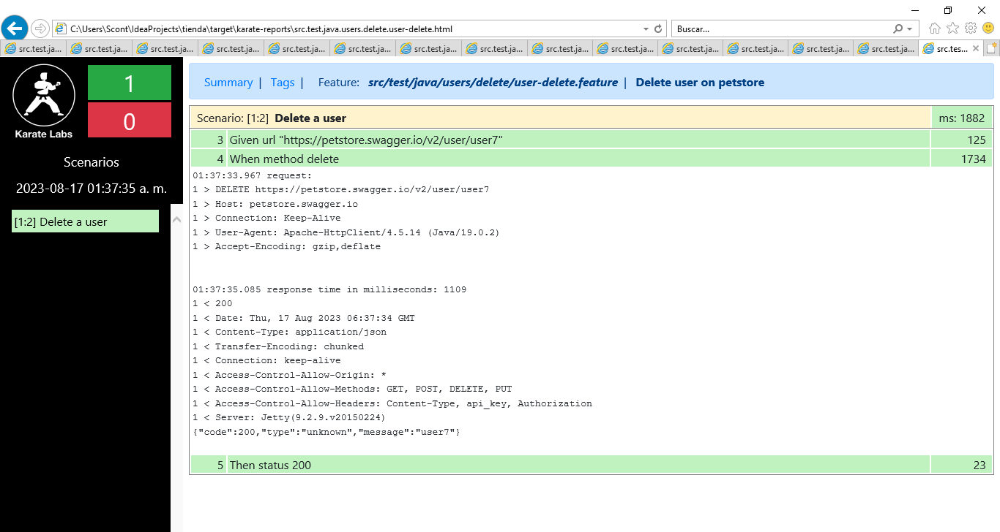 C:\Users\Scont\IdeaProjects\tienda\target\karate-reports\src.test.java.users.delete.user-delete.html
Buscar...
src.test.ja...
src.test.ja...
src.test.ja...
src.test.ja...
src.test.ja...
src.test.ja...
src.test.ja...
src.test.ja...
src.test.ja...
src.test.ja...
src.test.ja...
src.test.ja...
src.test.ja...
src.test.ja...
src.tes...
Karate Labs
1
0
Scenarios
2023-08-17 01:37:35 a. m.
[1:2] Delete a user
Summary | Tags | Feature: src/test/java/users/delete/user-delete.feature | Delete user on petstore
Scenario: [1:2] Delete a user ms: 1882
3 Given url "https://petstore.swagger.io/v2/user/user7" 125
4 When method delete 1734
01:37:33.967 request:
1 > DELETE https://petstore.swagger.io/v2/user/user7
1 > Host: petstore.swagger.io
1 > Connection: Keep-Alive
1 > User-Agent: Apache-HttpClient/4.5.14 (Java/19.0.2)
1 > Accept-Encoding: gzip,deflate
01:37:35.085 response time in milliseconds: 1109
1 < 200
1 < Date: Thu, 17 Aug 2023 06:37:34 GMT
1 < Content-Type: application/json
1 < Transfer-Encoding: chunked
1 < Connection: keep-alive
1 < Access-Control-Allow-Origin: *
1 < Access-Control-Allow-Methods: GET, POST, DELETE, PUT
1 < Access-Control-Allow-Headers: Content-Type, api_key, Authorization
1 < Server: Jetty(9.2.9.v20150224)
{"code":200,"type":"unknown","message":"user7"}
5 Then status 200 23